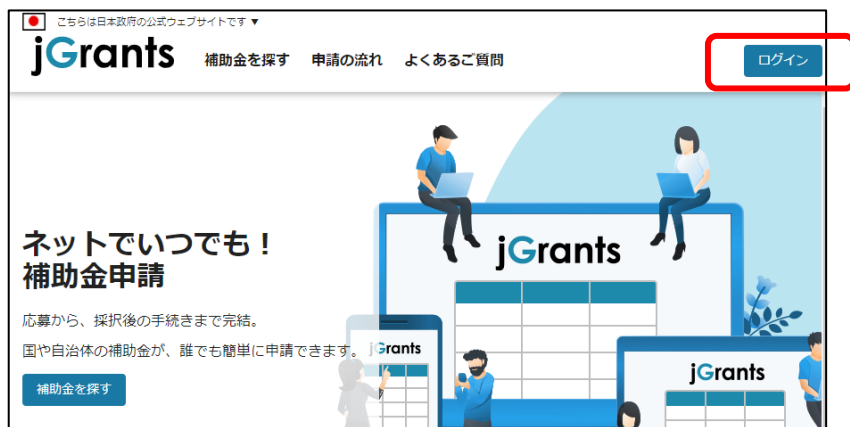 こちらは日本政府の公式ウェブサイトです ▼
jGrants 補助金を探す 申請の流れ よくあるご質問 ログイン
jGrants
ネットでいつでも！
補助金申請
応募から、採択後の手続きまで完結。
国や自治体の補助金が、誰でも簡単に申請できます。
jGrants
jGrants
補助金を探す